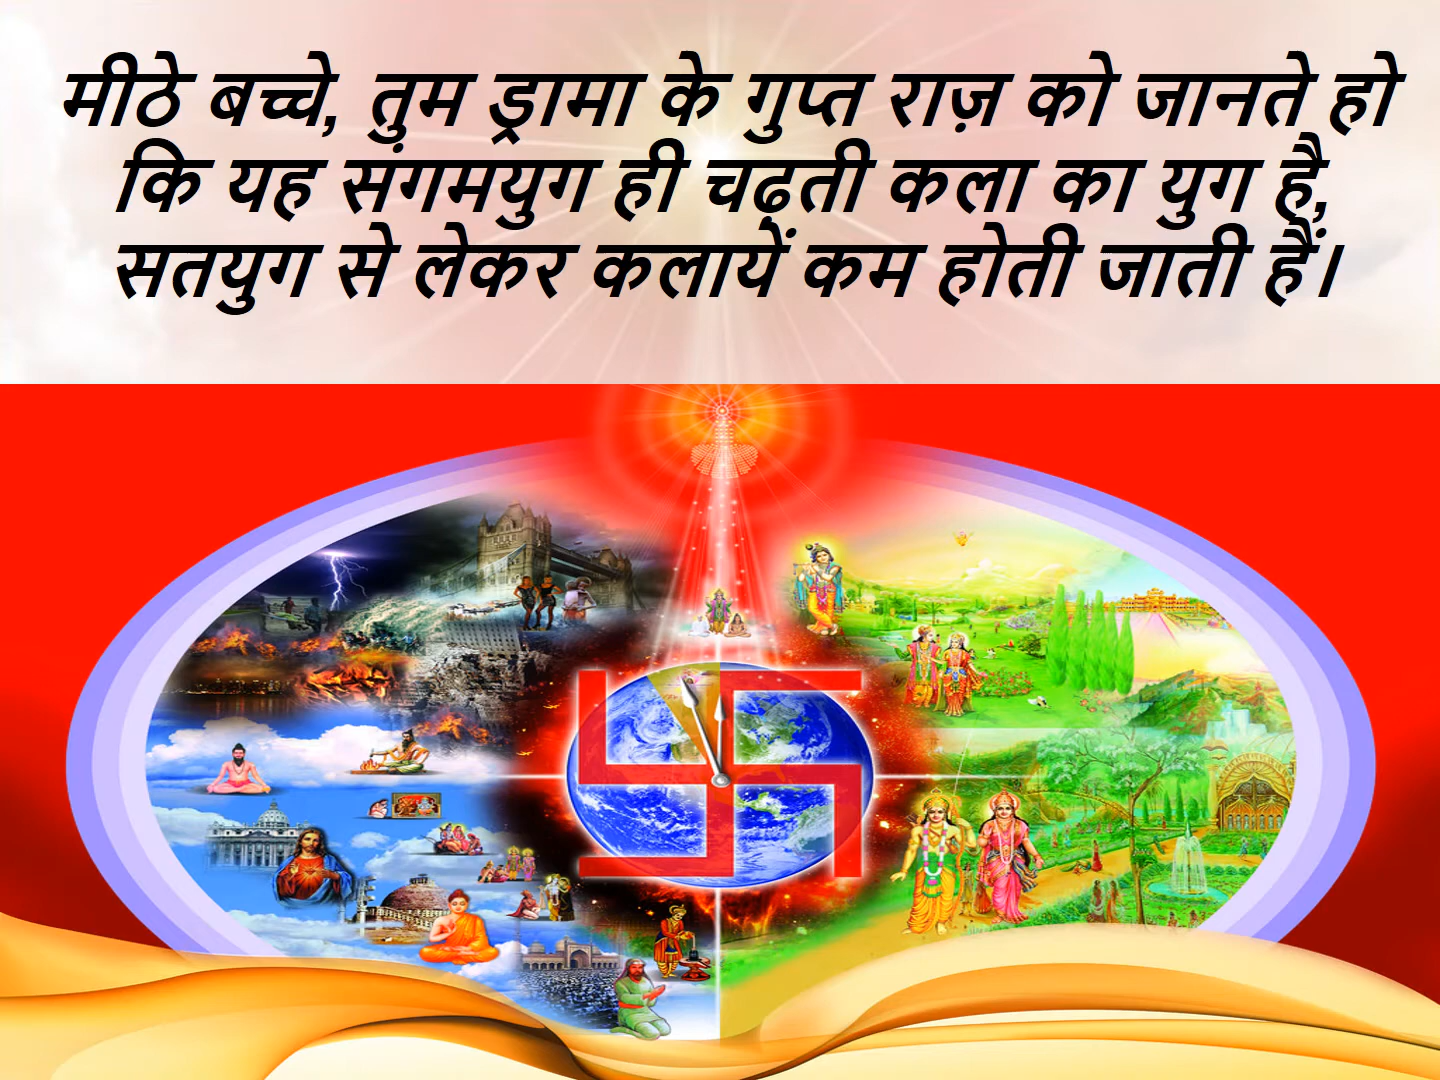 मीठे बच्चे, तुम ड्रामा के गुप्त राज़ को जानते हो
कि यह संगमयुग ही चढ़ती कला का युग है,
सतयुग से लेकर कलायें कम होती जाती हैं।